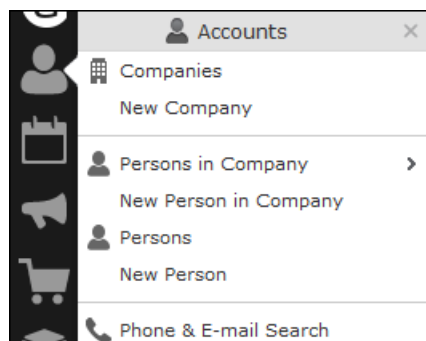 Accounts
Companies
New Company
Persons in Company
New Person in Company
Persons
New Person
Phone & E-mail Search